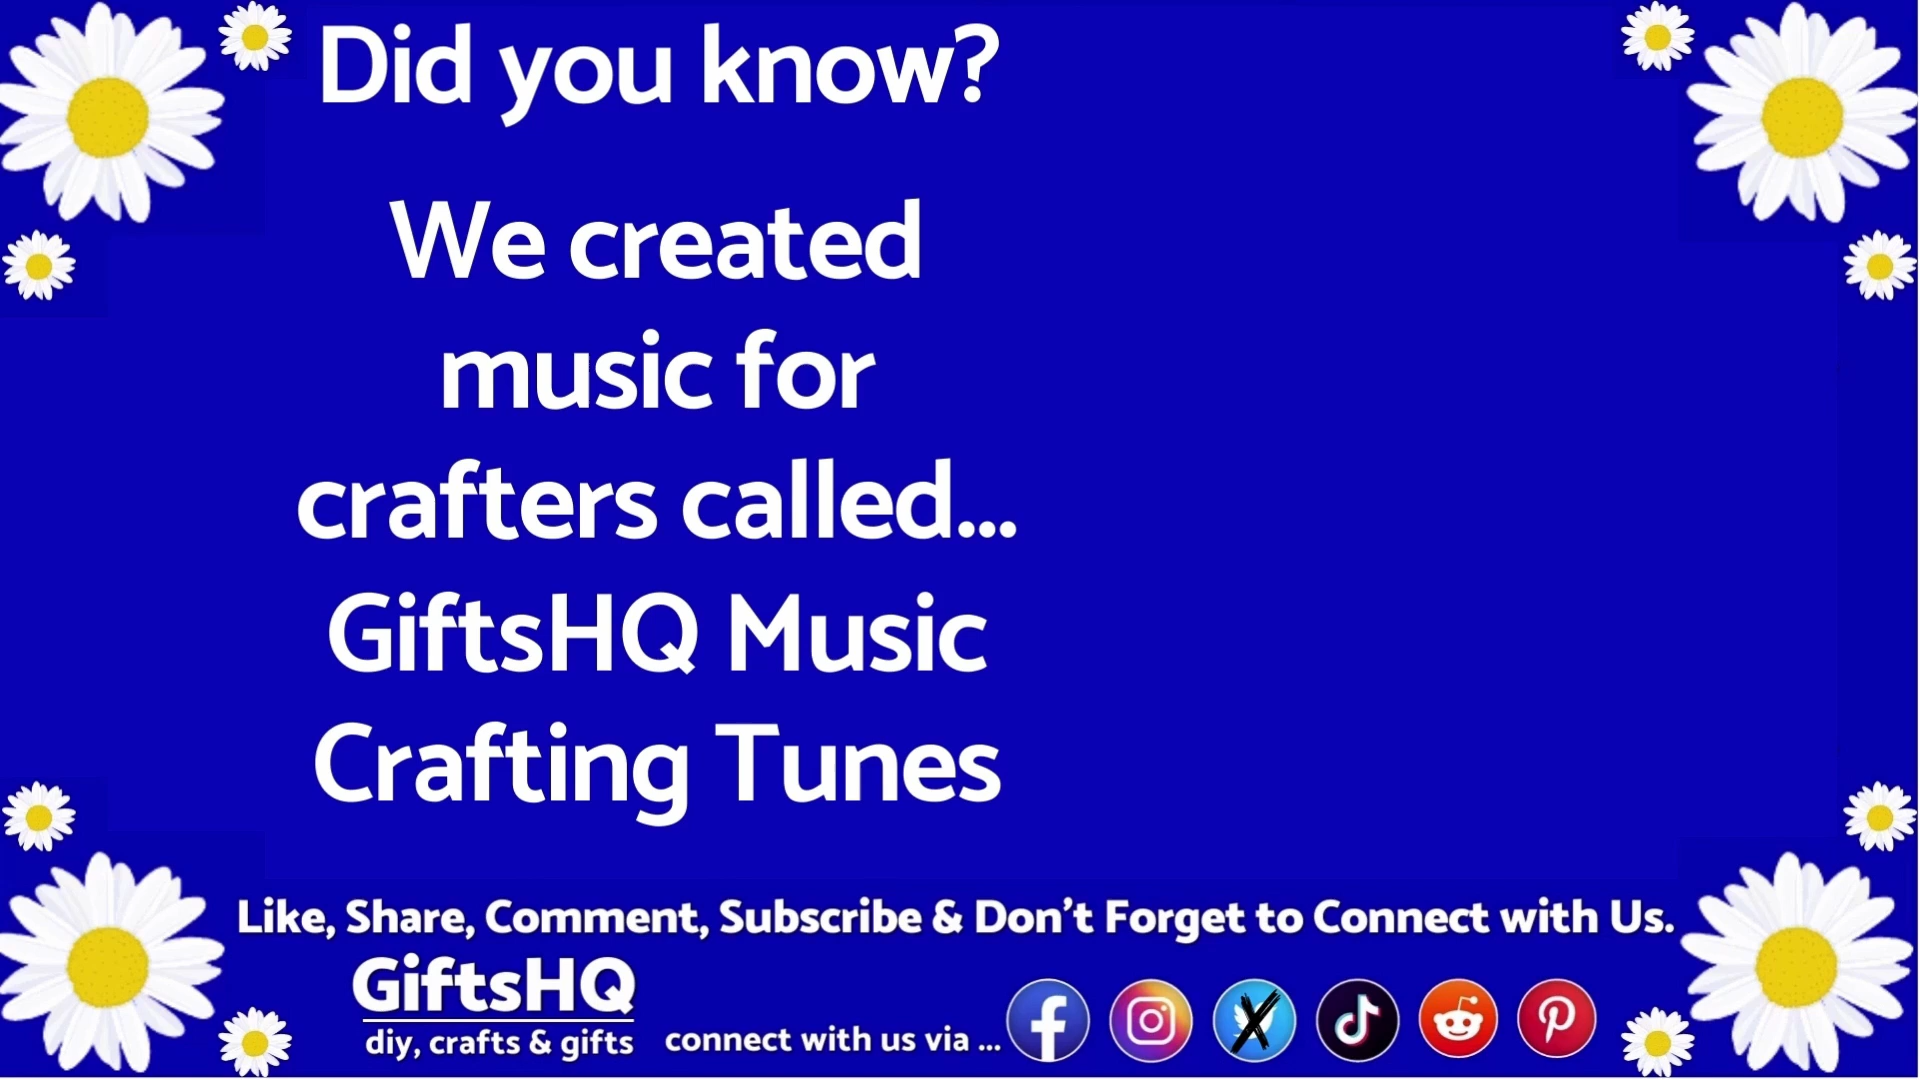 Did you know?
We created
music for
crafters called...
GiftsHQ Music
Crafting Tunes
Like, Share, Comment, Subscribe & Don't Forget to Connect with Us.
GiftsHQ
diy, crafts & gifts
connect with us via ...